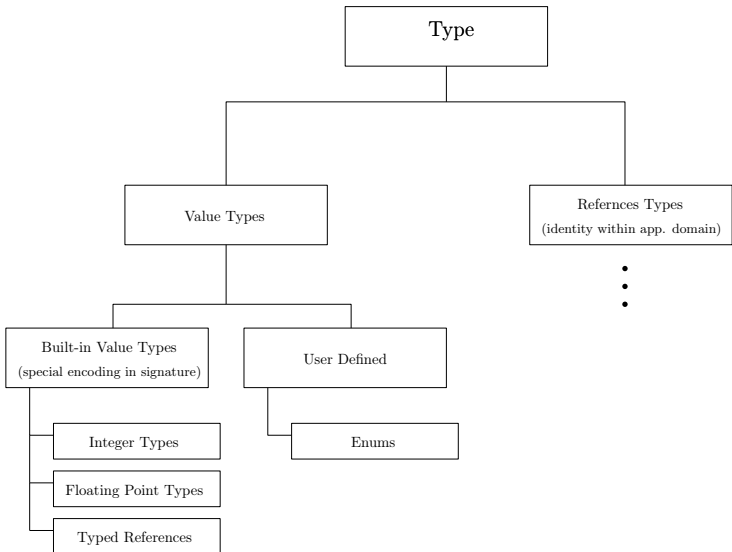 Type
Value Types
Refernces Types
(identity within app. domain)
Built-in Value Types
(special encoding in signature)
User Defined
Integer Types
Enums
Floating Point Types
Typed References